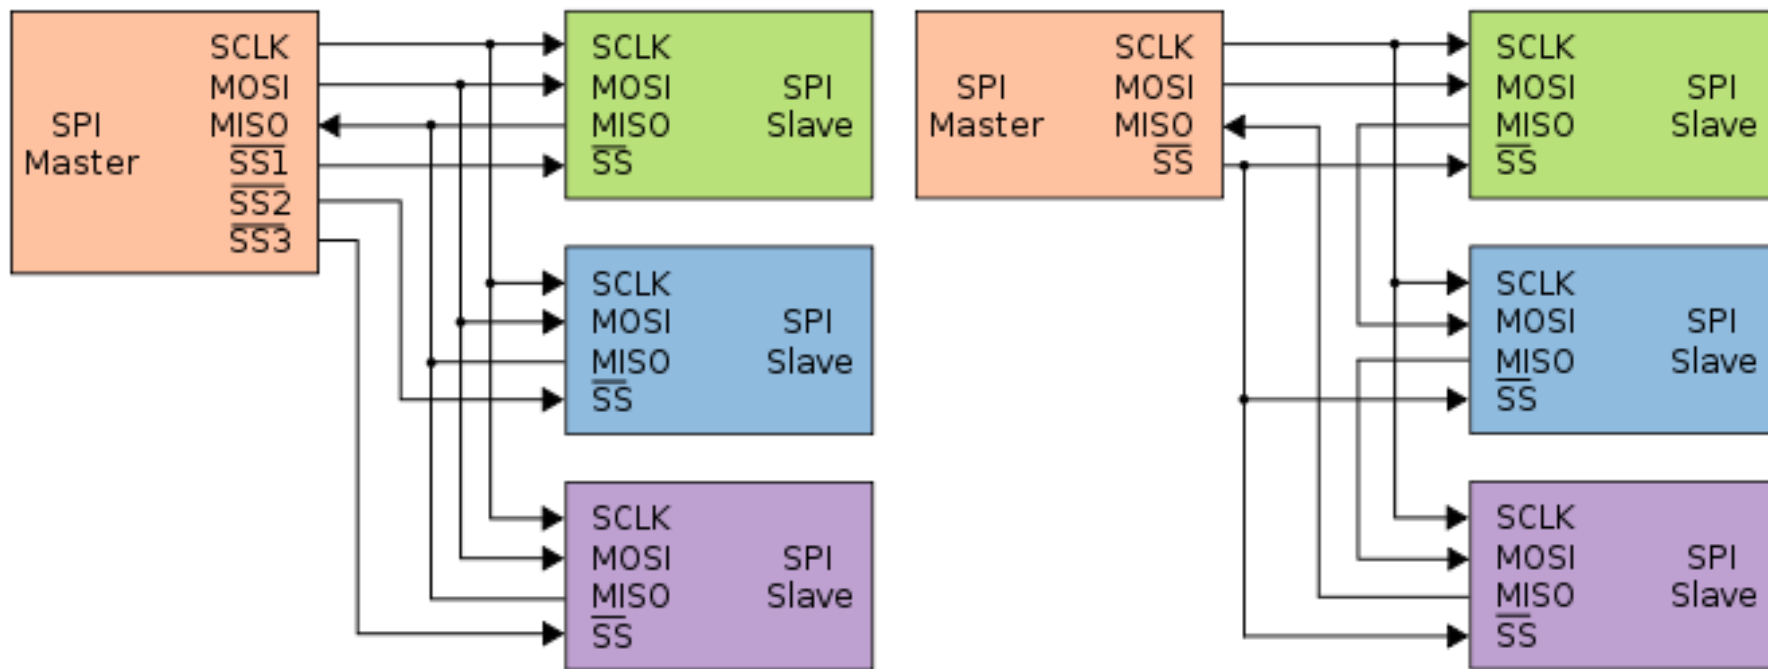 SCLK
MOSI
SPI MISO
Master SS1
SS2
SS3
SCLK
MOSI SPI
MISO Slave
SS
SCLK
MOSI SPI
MISO Slave
SS
SCLK
MOSI SPI
MISO Slave
SS
SCLK
SPI MOSI
Master MISO
SS
SCLK
MOSI SPI
MISO Slave
SS
SCLK
MOSI SPI
MISO Slave
SS
SCLK
MOSI SPI
MISO Slave
SS